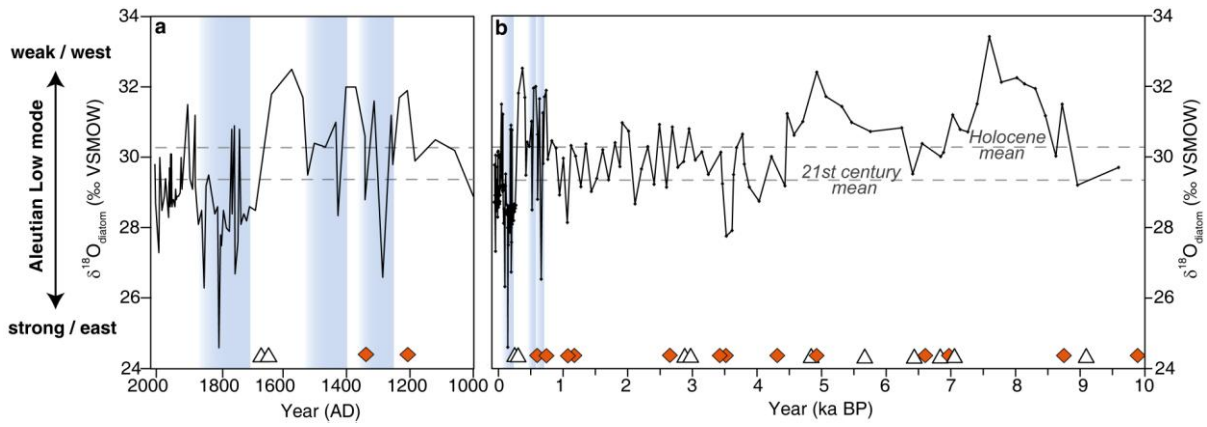 a
b
weak / west
Aleutian Low mode
strong / east
δ¹⁸O_diatom (‰ VSMOW)
34
32
30
28
26
24
2000
1800
1600
1400
1200
1000
Year (AD)
δ¹⁸O_diatom (‰ VSMOW)
34
32
30
28
26
24
Holocene
mean
21st century
mean
0
1
2
3
4
5
6
7
8
9
10
Year (ka BP)